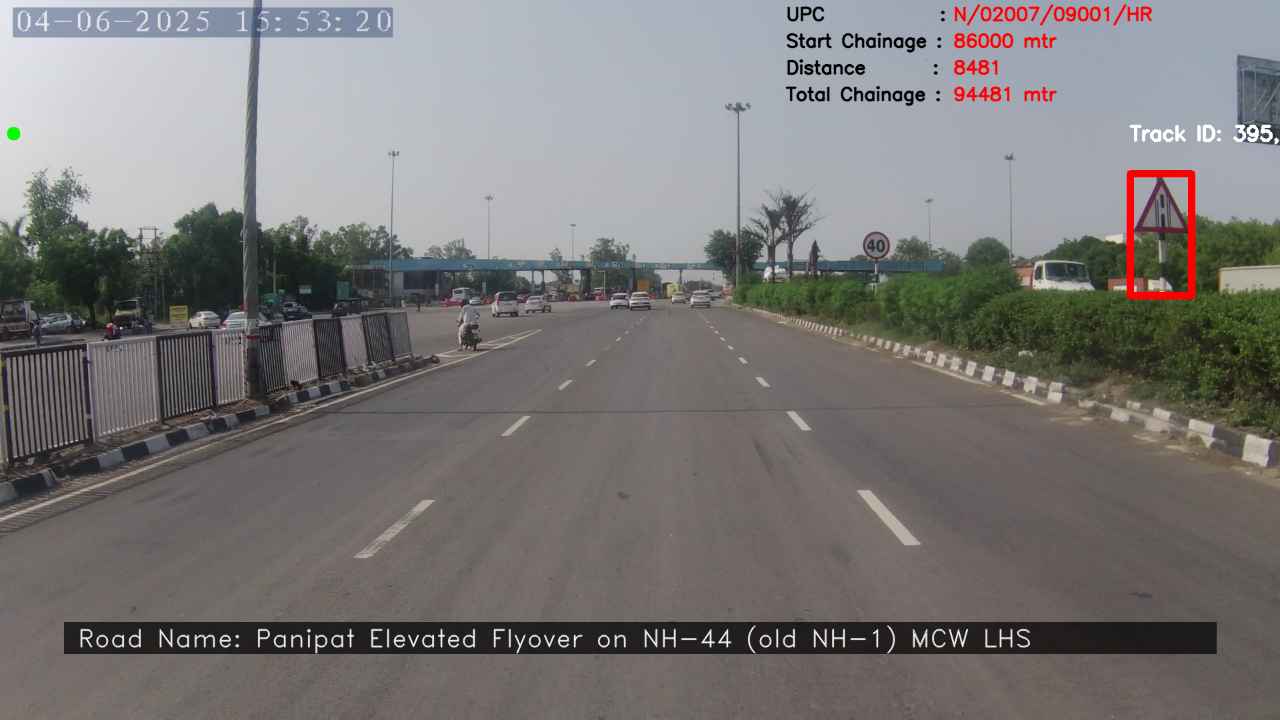 04-06-2025 15:53:20
UPC : N/02007/09001/HR
Start Chainage : 86000 mtr
Distance : 8481
Total Chainage : 94481 mtr
Track ID: 395,
40
Road Name: Panipat Elevated Flyover on NH-44 (old NH-1) MCW LHS